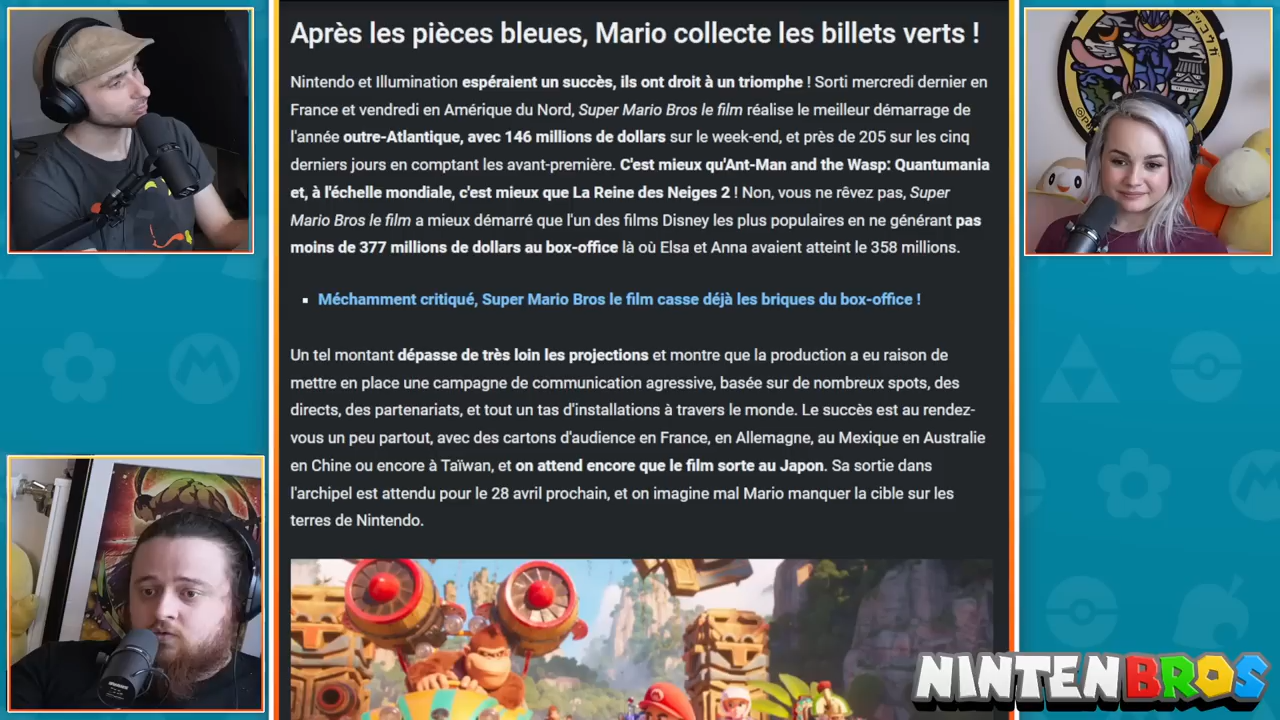 Après les pièces bleues, Mario collecte les billets verts !
Nintendo et Illumination espéraient un succès, ils ont droit à un triomphe ! Sorti mercredi dernier en
France et vendredi en Amérique du Nord, Super Mario Bros le film réalise le meilleur démarrage de
l'année outre-Atlantique, avec 146 millions de dollars sur le week-end, et près de 205 sur les cinq
derniers jours en comptant les avant-première. C'est mieux qu'Ant-Man and the Wasp: Quantumania
et, à l'échelle mondiale, c'est mieux que La Reine des Neiges 2 ! Non, vous ne rêvez pas, Super
Mario Bros le film a mieux démarré que l'un des films Disney les plus populaires en ne générant pas
moins de 377 millions de dollars au box-office là où Elsa et Anna avaient atteint le 358 millions.
Méchamment critiqué, Super Mario Bros le film casse déjà les briques du box-office !
Un tel montant dépasse de très loin les projections et montre que la production a eu raison de
mettre en place une campagne de communication agressive, basée sur de nombreux spots, des
directs, des partenariats, et tout un tas d'installations à travers le monde. Le succès est au rendez-
vous un peu partout, avec des cartons d'audience en France, en Allemagne, au Mexique en Australie
en Chine ou encore à Taïwan, et on attend encore que le film sorte au Japon. Sa sortie dans
l'archipel est attendu pour le 28 avril prochain, et on imagine mal Mario manquer la cible sur les
terres de Nintendo.
NINTENBROS